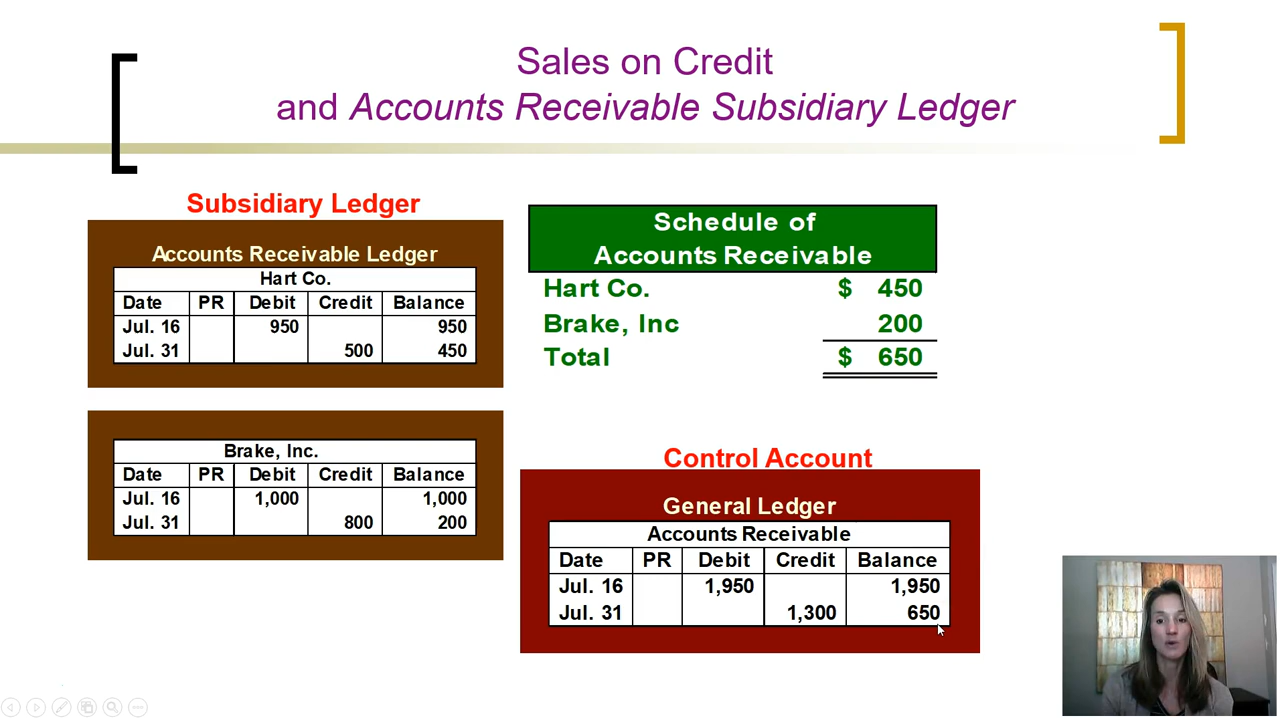 Sales on Credit
and Accounts Receivable Subsidiary Ledger
Subsidiary Ledger
Accounts Receivable Ledger
Hart Co.
Date PR Debit Credit Balance
Jul. 16 950 950
Jul. 31 500 450
Brake, Inc.
Date PR Debit Credit Balance
Jul. 16 1,000 1,000
Jul. 31 800 200
Schedule of
Accounts Receivable
Hart Co. $ 450
Brake, Inc 200
Total $ 650
Control Account
General Ledger
Accounts Receivable
Date PR Debit Credit Balance
Jul. 16 1,950 1,950
Jul. 31 1,300 650